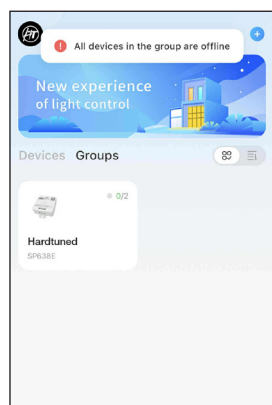 All devices in the group are offline
New experience
of light control
Devices Groups
0/2
Hardtuned
SP638E